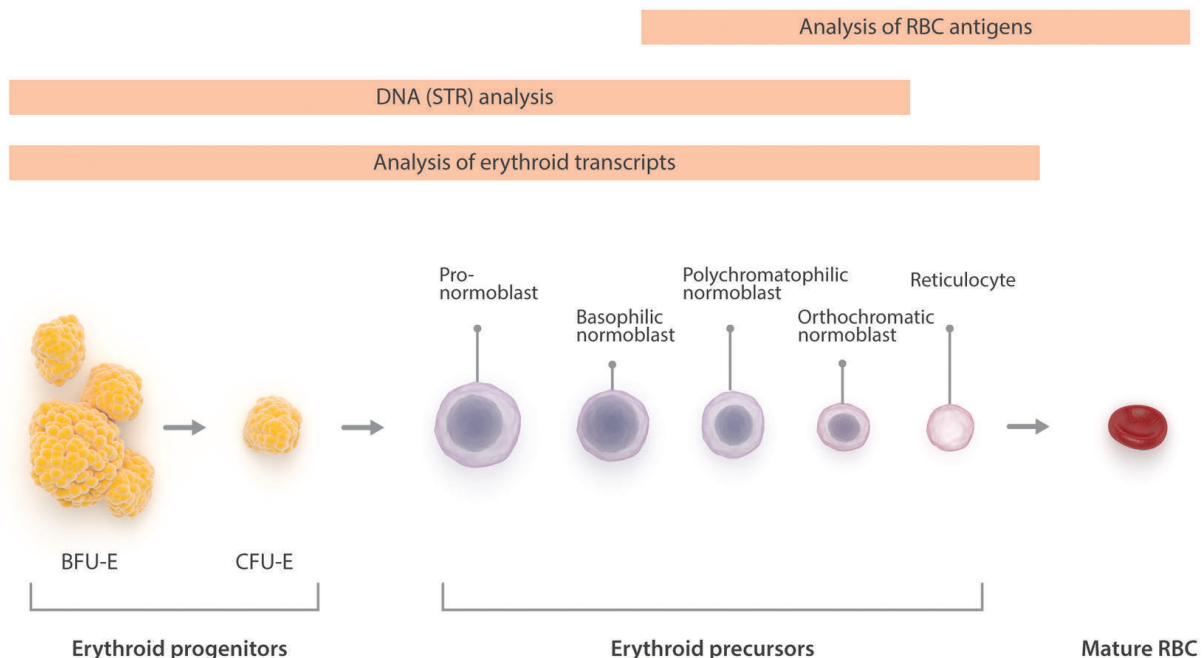 Analysis of RBC antigens
DNA (STR) analysis
Analysis of erythroid transcripts
Pro-
normoblast
Basophilic
normoblast
Polychromatophilic
normoblast
Orthochromatic
normoblast
Reticulocyte
BFU-E
CFU-E
Erythroid progenitors
Erythroid precursors
Mature RBC